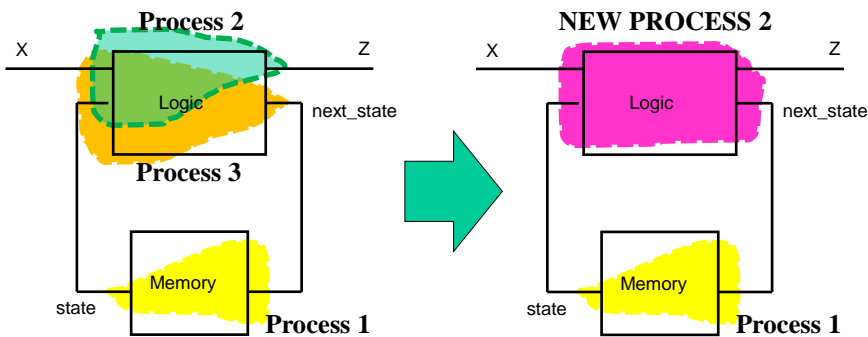 Process 2
X
Z
Logic
next_state
Process 3
Memory
state
Process 1
NEW PROCESS 2
X
Z
Logic
next_state
Memory
state
Process 1